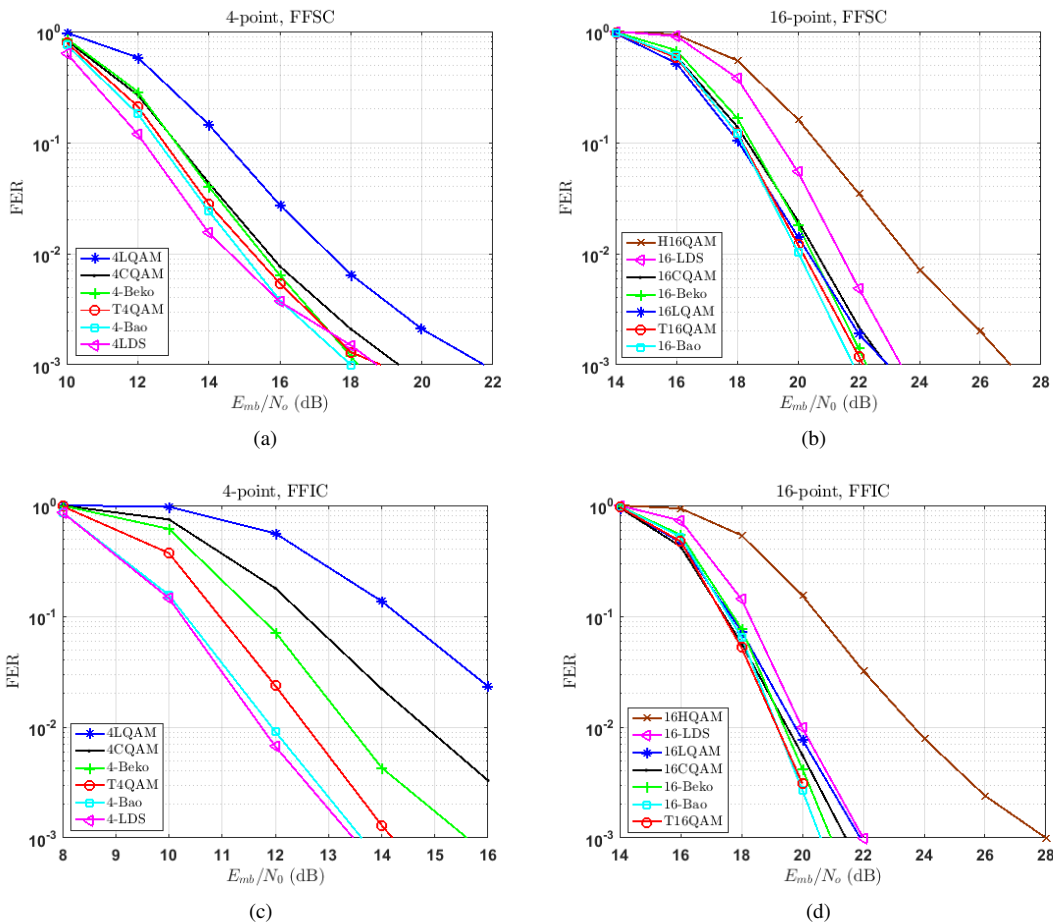 4-point, FFSC
10^0
10^-1
10^-2
10^-3
FER
4LQAM
4CQAM
4-Beko
T4QAM
4-Bao
4LDS
10 12 14 16 18 20 22
E_mb/N_o (dB)
(a)
16-point, FFSC
10^0
10^-1
10^-2
10^-3
FER
H16QAM
16-LDS
16CQAM
16-Beko
16LQAM
T16QAM
16-Bao
14 16 18 20 22 24 26 28
E_mb/N_0 (dB)
(b)
4-point, FFIC
10^0
10^-1
10^-2
10^-3
FER
4LQAM
4CQAM
4-Beko
T4QAM
4-Bao
4-LDS
8 9 10 11 12 13 14 15 16
E_mb/N_0 (dB)
(c)
16-point, FFIC
10^0
10^-1
10^-2
10^-3
FER
16HQAM
16-LDS
16LQAM
16CQAM
16-Beko
16-Bao
T16QAM
14 16 18 20 22 24 26 28
E_mb/N_o (dB)
(d)